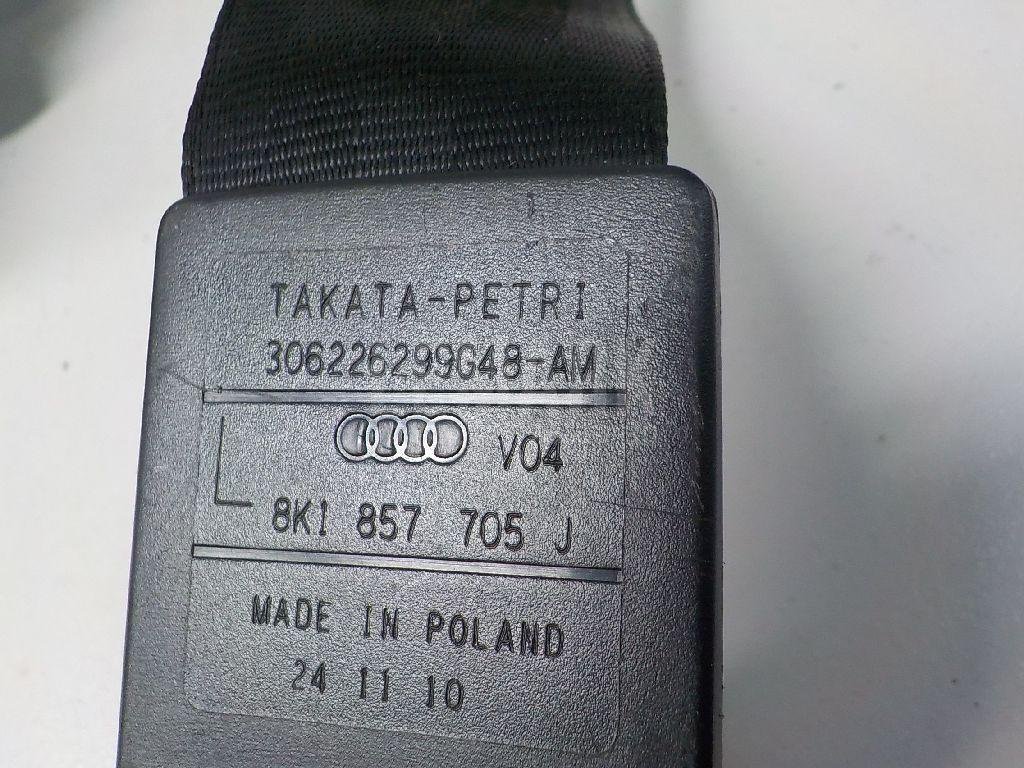 TAKATA-PETRI
306226299G48-AM
V04
8K1 857 705 J
MADE IN POLAND
24 11 10